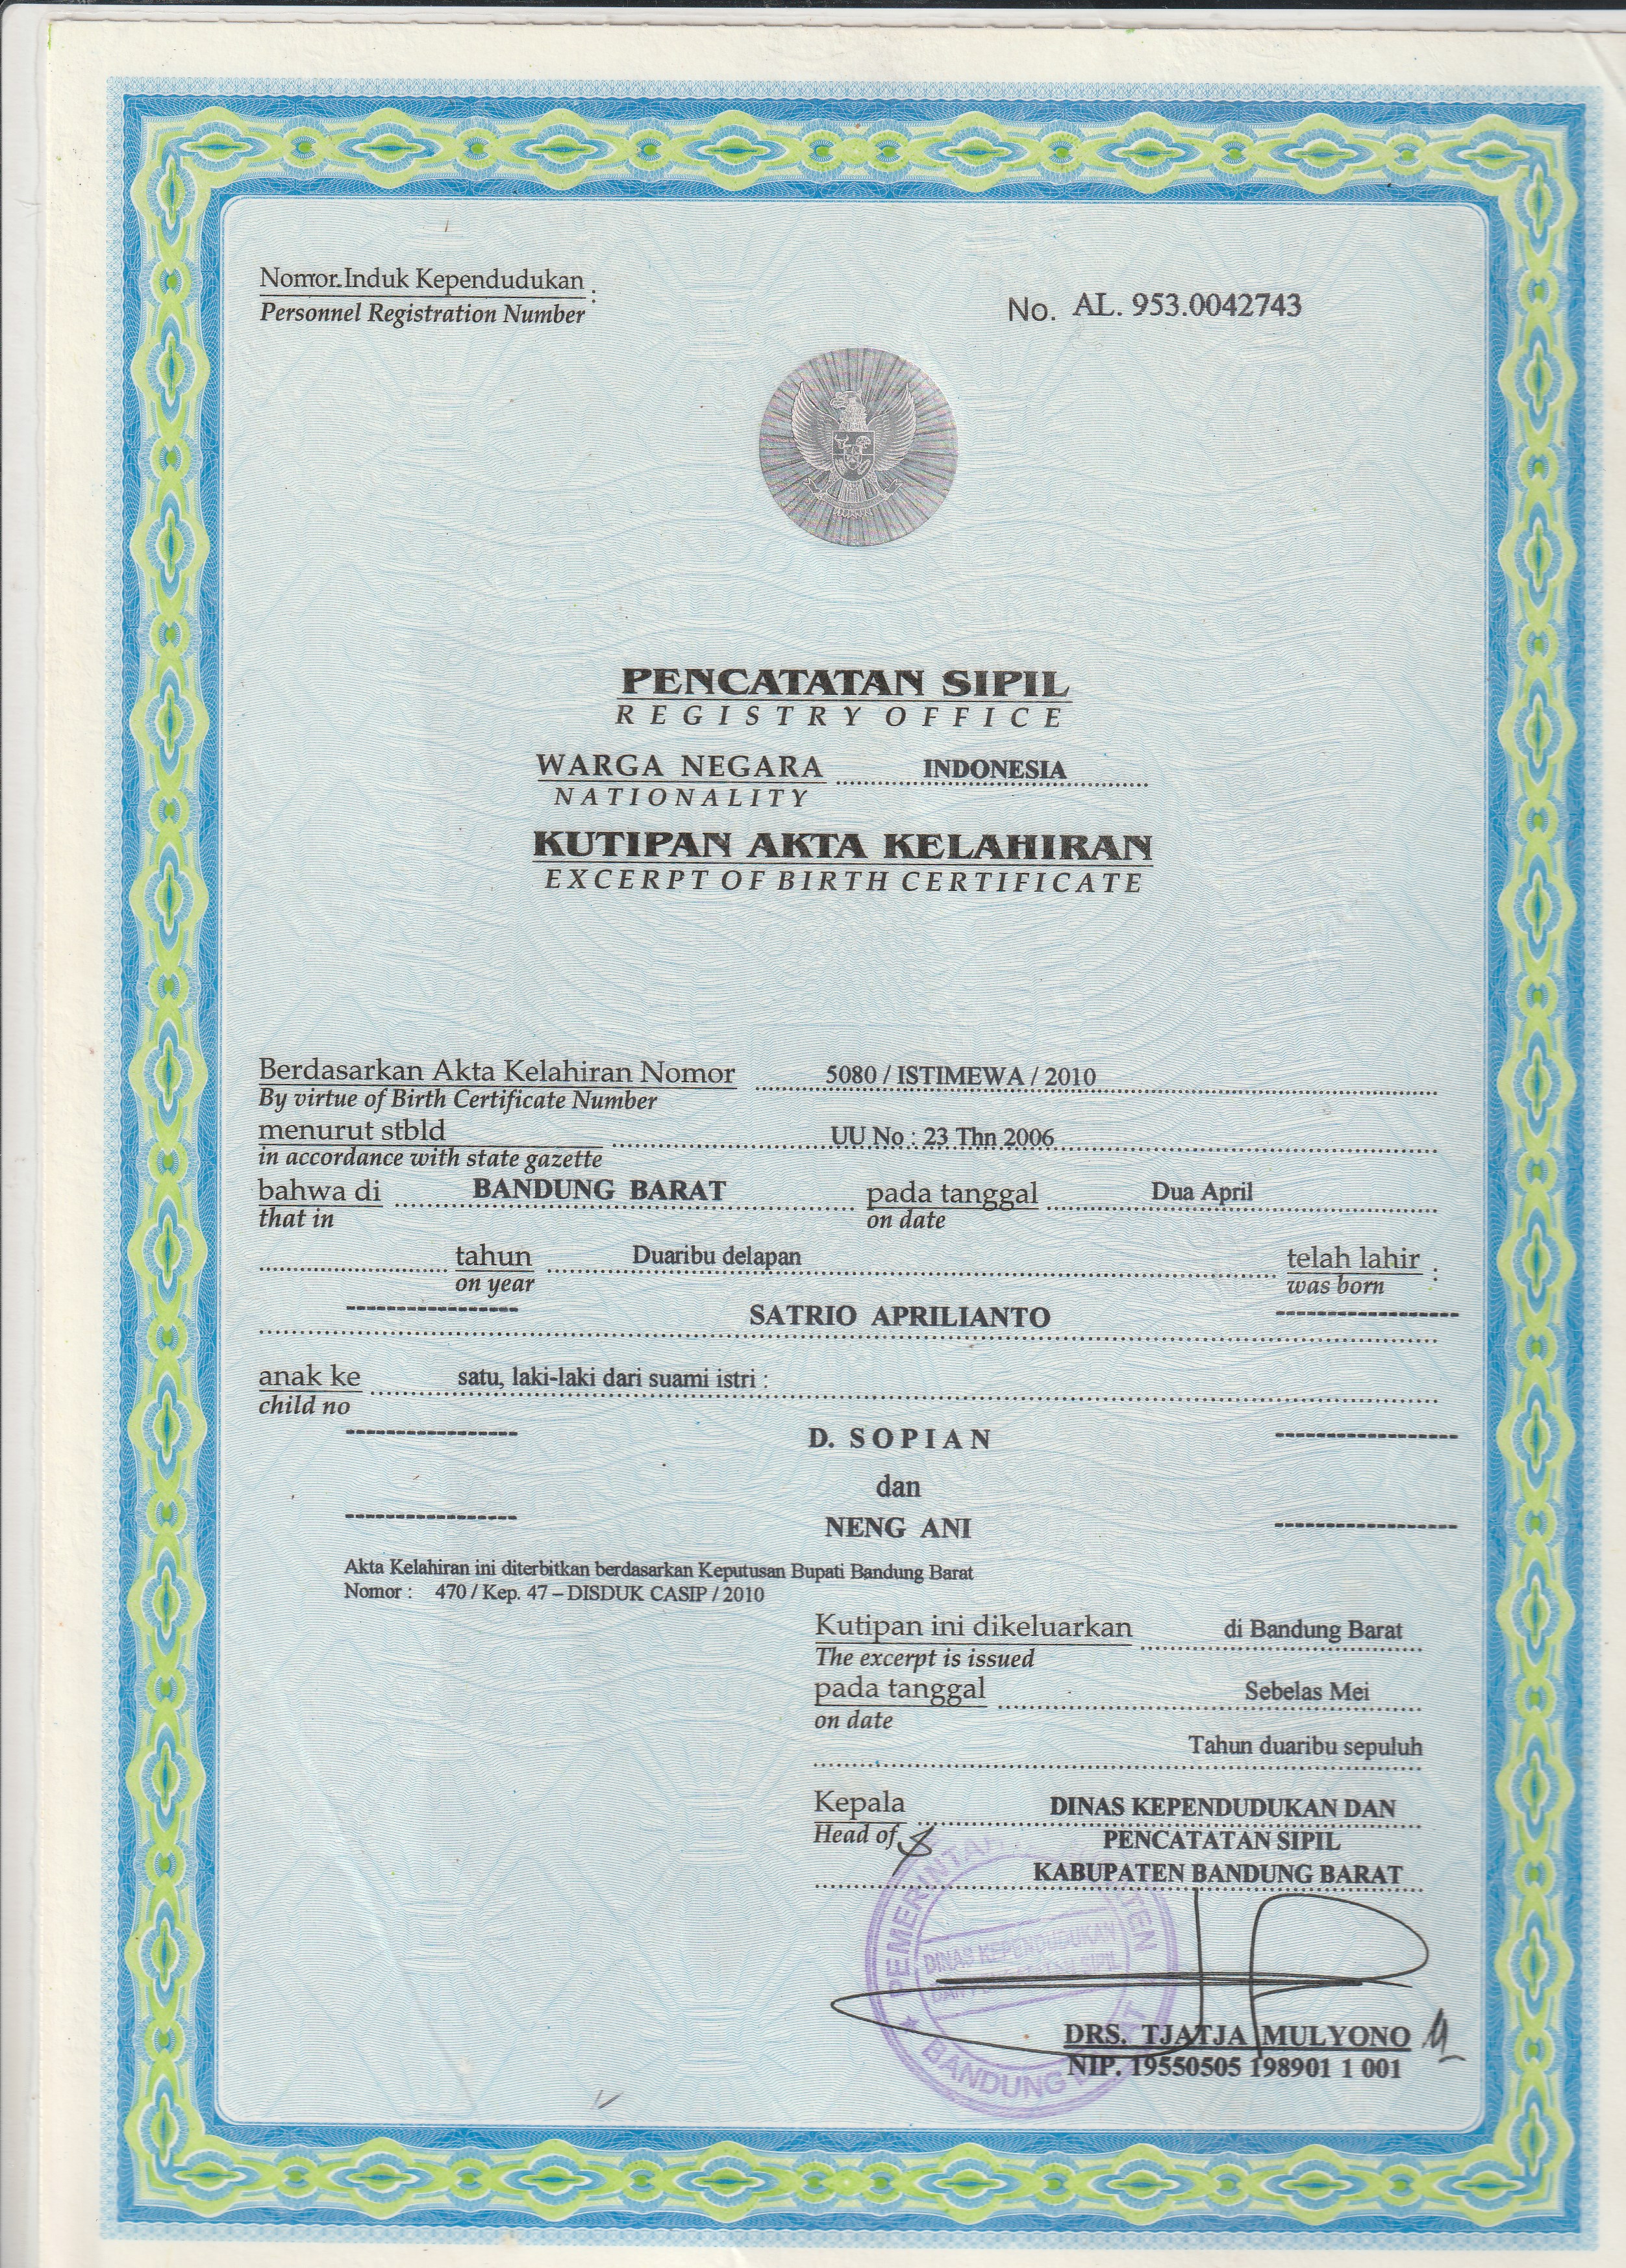 Nomor Induk Kependudukan :
Personnel Registration Number
No. AL. 953.0042743
PENCATATAN SIPIL
REGISTRY OFFICE
WARGA NEGARA INDONESIA
NATIONALITY
KUTIPAN AKTA KELAHIRAN
EXCERPT OF BIRTH CERTIFICATE
Berdasarkan Akta Kelahiran Nomor 5080 / ISTIMEWA / 2010
By virtue of Birth Certificate Number
menurut stbld UU No : 23 Thn 2006
in accordance with state gazette
bahwa di BANDUNG BARAT pada tanggal Dua April
that in on date
tahun Duaribu delapan telah lahir :
on year was born
SATRIO APRILIANTO
anak ke satu, laki-laki dari suami istri :
child no
D. SOPIAN
dan
NENG ANI
Akta Kelahiran ini diterbitkan berdasarkan Keputusan Bupati Bandung Barat
Nomor : 470 / Kep. 47 – DISDUK CASIP / 2010
Kutipan ini dikeluarkan di Bandung Barat
The excerpt is issued
pada tanggal Sebelas Mei
on date
Tahun duaribu sepuluh
Kepala DINAS KEPENDUDUKAN DAN
Head of PENCATATAN SIPIL
KABUPATEN BANDUNG BARAT
DINAS KEPENDUDUKAN
BANDUNG
DRS. TJATJA MULYONO
NIP. 19550505 198901 1 001